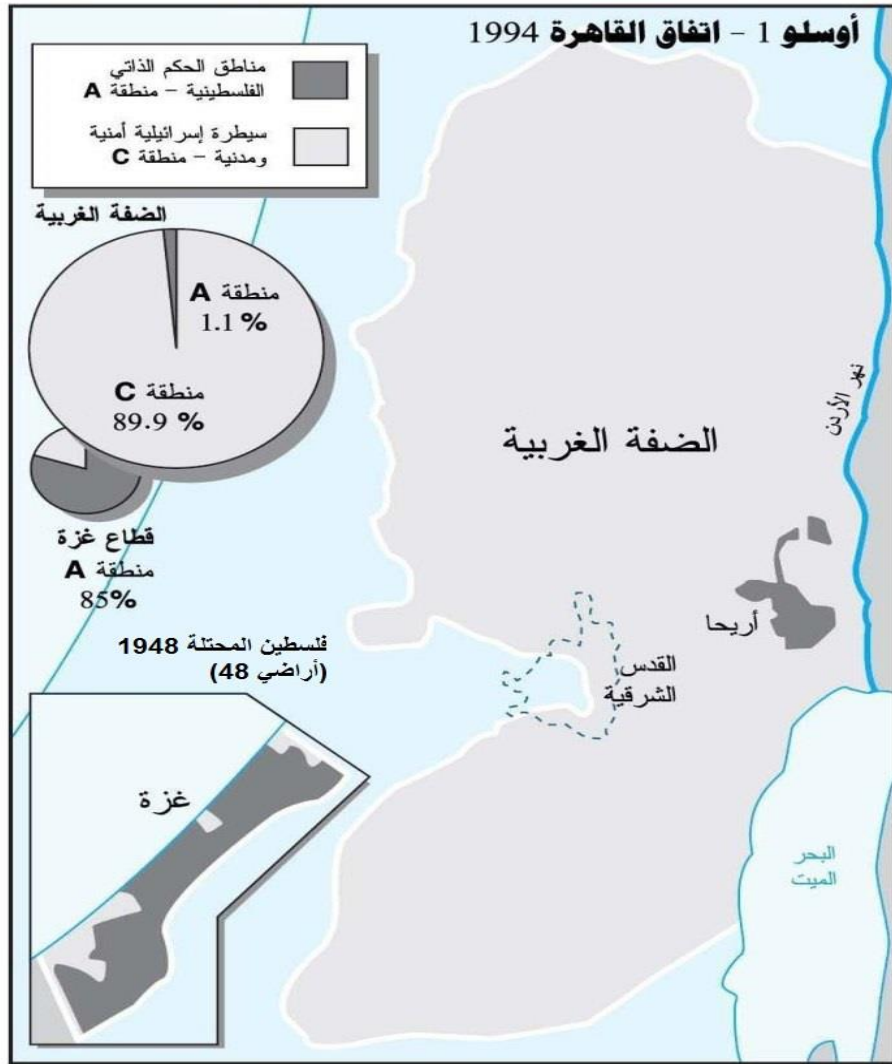 أوسلو 1 - اتفاق القاهرة 1994
مناطق الحكم الذاتي
الفلسطينية - منطقة A
سيطرة إسرائيلية أمنية
ومدنية - منطقة C
الضفة الغربية
منطقة A
1.1 %
منطقة C
89.9 %
قطاع غزة
منطقة A
85%
فلسطين المحتلة 1948
(أراضي 48)
الضفة الغربية
نهر الأردن
أريحا
القدس
الشرقية
غزة
البحر
الميت